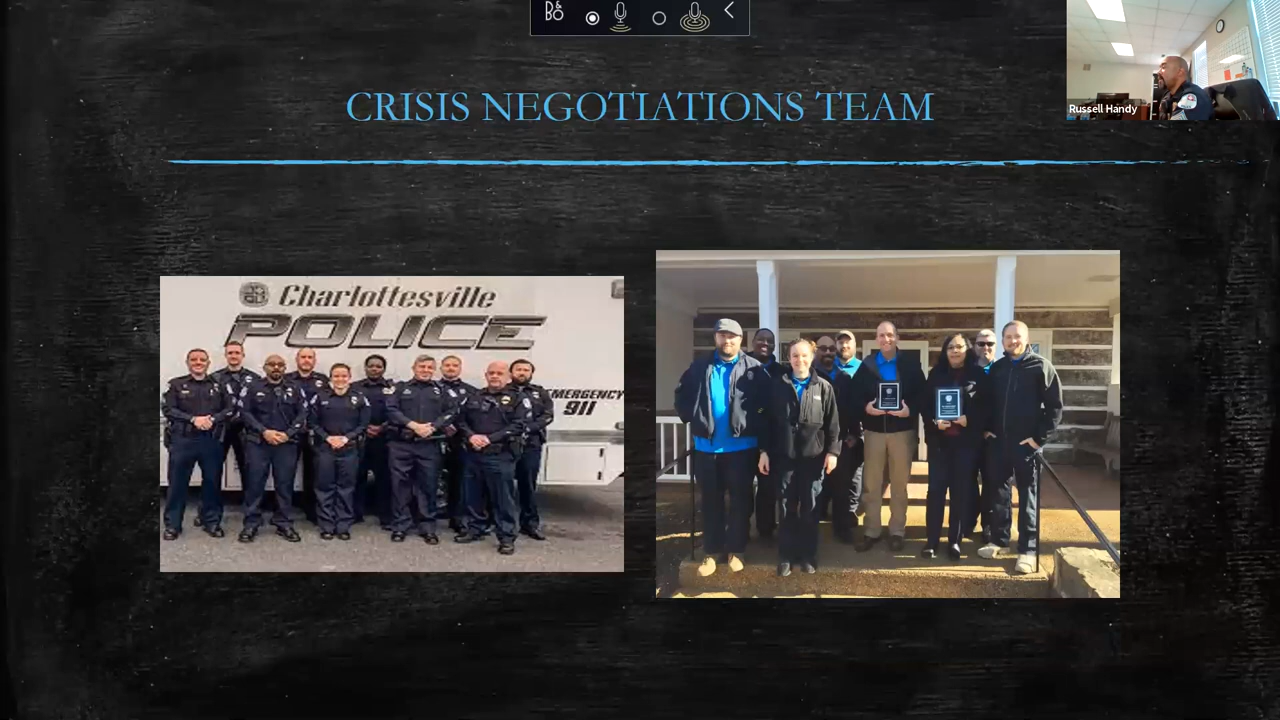 B&
O
CRISIS NEGOTIATIONS TEAM
Russell Handy
Charlottesville
POLICE
EMERGENCY
911